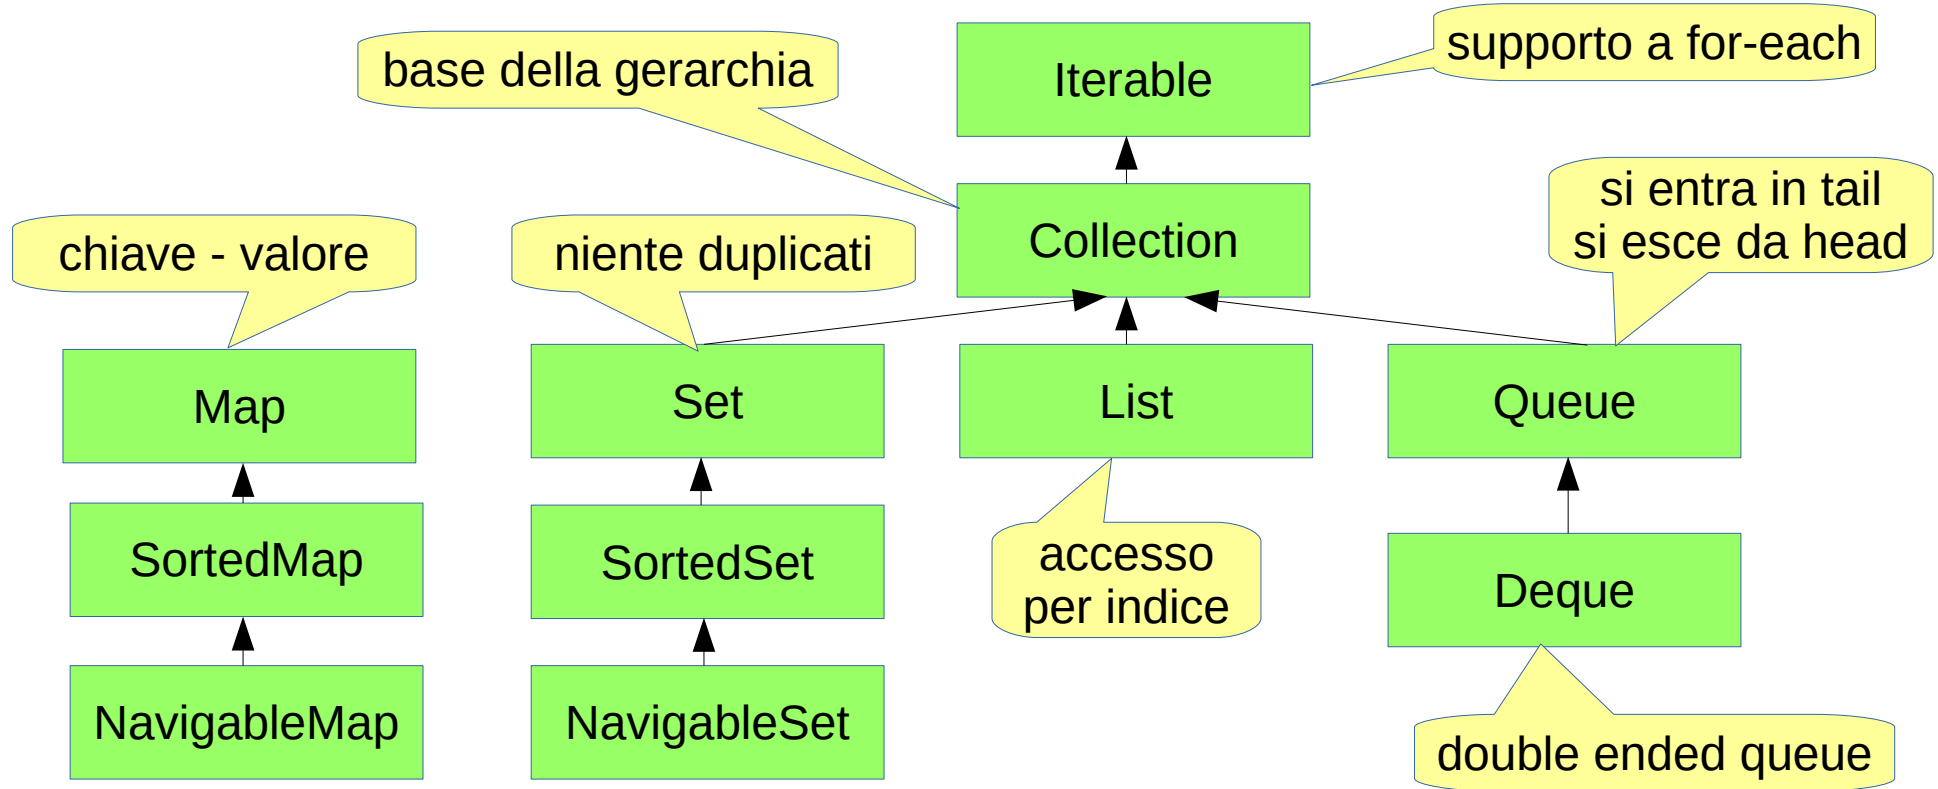 supporto a for-each
base della gerarchia
Iterable
si entra in tail
si esce da head
chiave - valore
niente duplicati
Collection
Map
Set
List
Queue
SortedMap
SortedSet
accesso
per indice
Deque
NavigableMap
NavigableSet
double ended queue